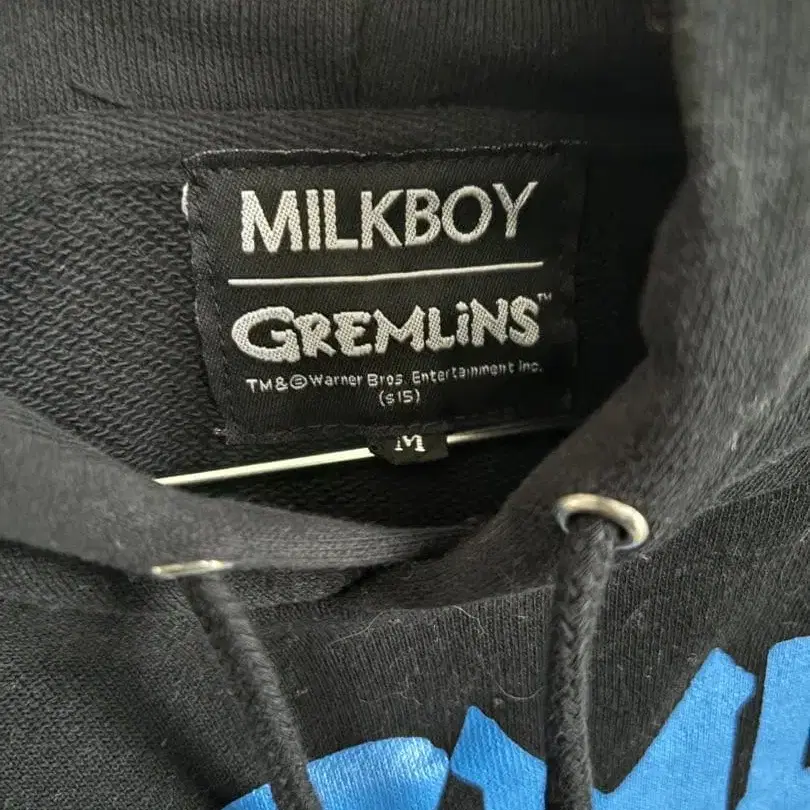 MILKBOY
GREMLiNS™
TM&©Warner Bros. Entertainment Inc.
(s15)
M